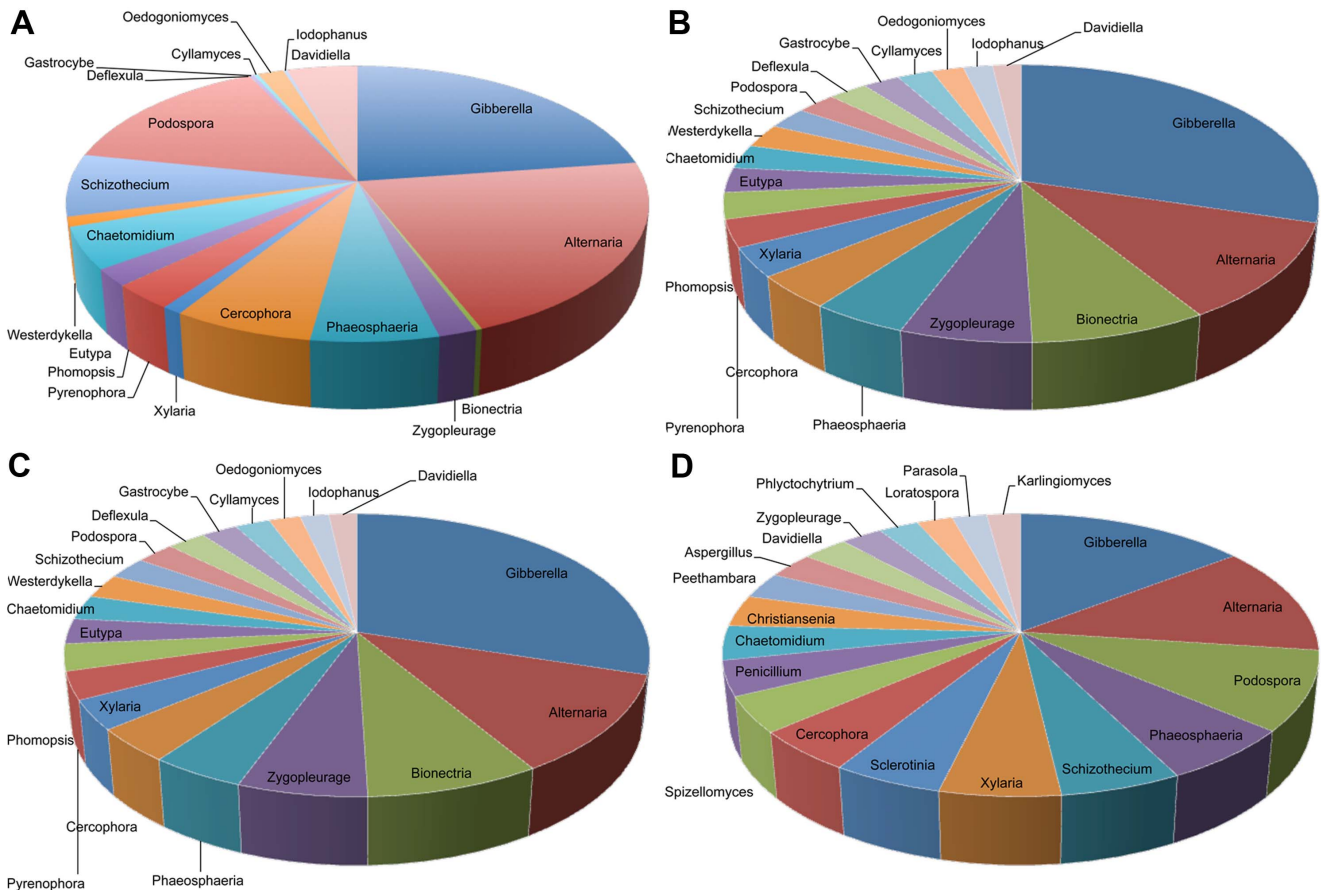 A
Oedogoniomyces
Iodophanus
Cyllamyces
Davidiella
Gastrocybe
Deflexula
Gibberella
Podospora
Schizothecium
Chaetomidium
Alternaria
Cercophora
Phaeosphaeria
Westerdykella
Eutypa
Phomopsis
Pyrenophora
Xylaria
Bionectria
Zygopleurage
B
Oedogoniomyces
Davidiella
Gastrocybe
Cyllamyces
Iodophanus
Deflexula
Podospora
Schizothecium
Westerdykella
Chaetomidium
Eutypa
Gibberella
Xylaria
Alternaria
Phomopsis
Zygopleurage
Bionectria
Cercophora
Pyrenophora
Phaeosphaeria
C
Oedogoniomyces
Davidiella
Gastrocybe
Cyllamyces
Iodophanus
Deflexula
Podospora
Schizothecium
Westerdykella
Chaetomidium
Eutypa
Gibberella
Xylaria
Alternaria
Phomopsis
Zygopleurage
Bionectria
Cercophora
Pyrenophora
Phaeosphaeria
D
Parasola
Karlingiomyces
Phlyctochytrium
Loratospora
Zygopleurage
Davidiella
Aspergillus
Peethambara
Christiansenia
Chaetomidium
Penicillium
Gibberella
Alternaria
Podospora
Phaeosphaeria
Cercophora
Sclerotinia
Xylaria
Schizothecium
Spizellomyces